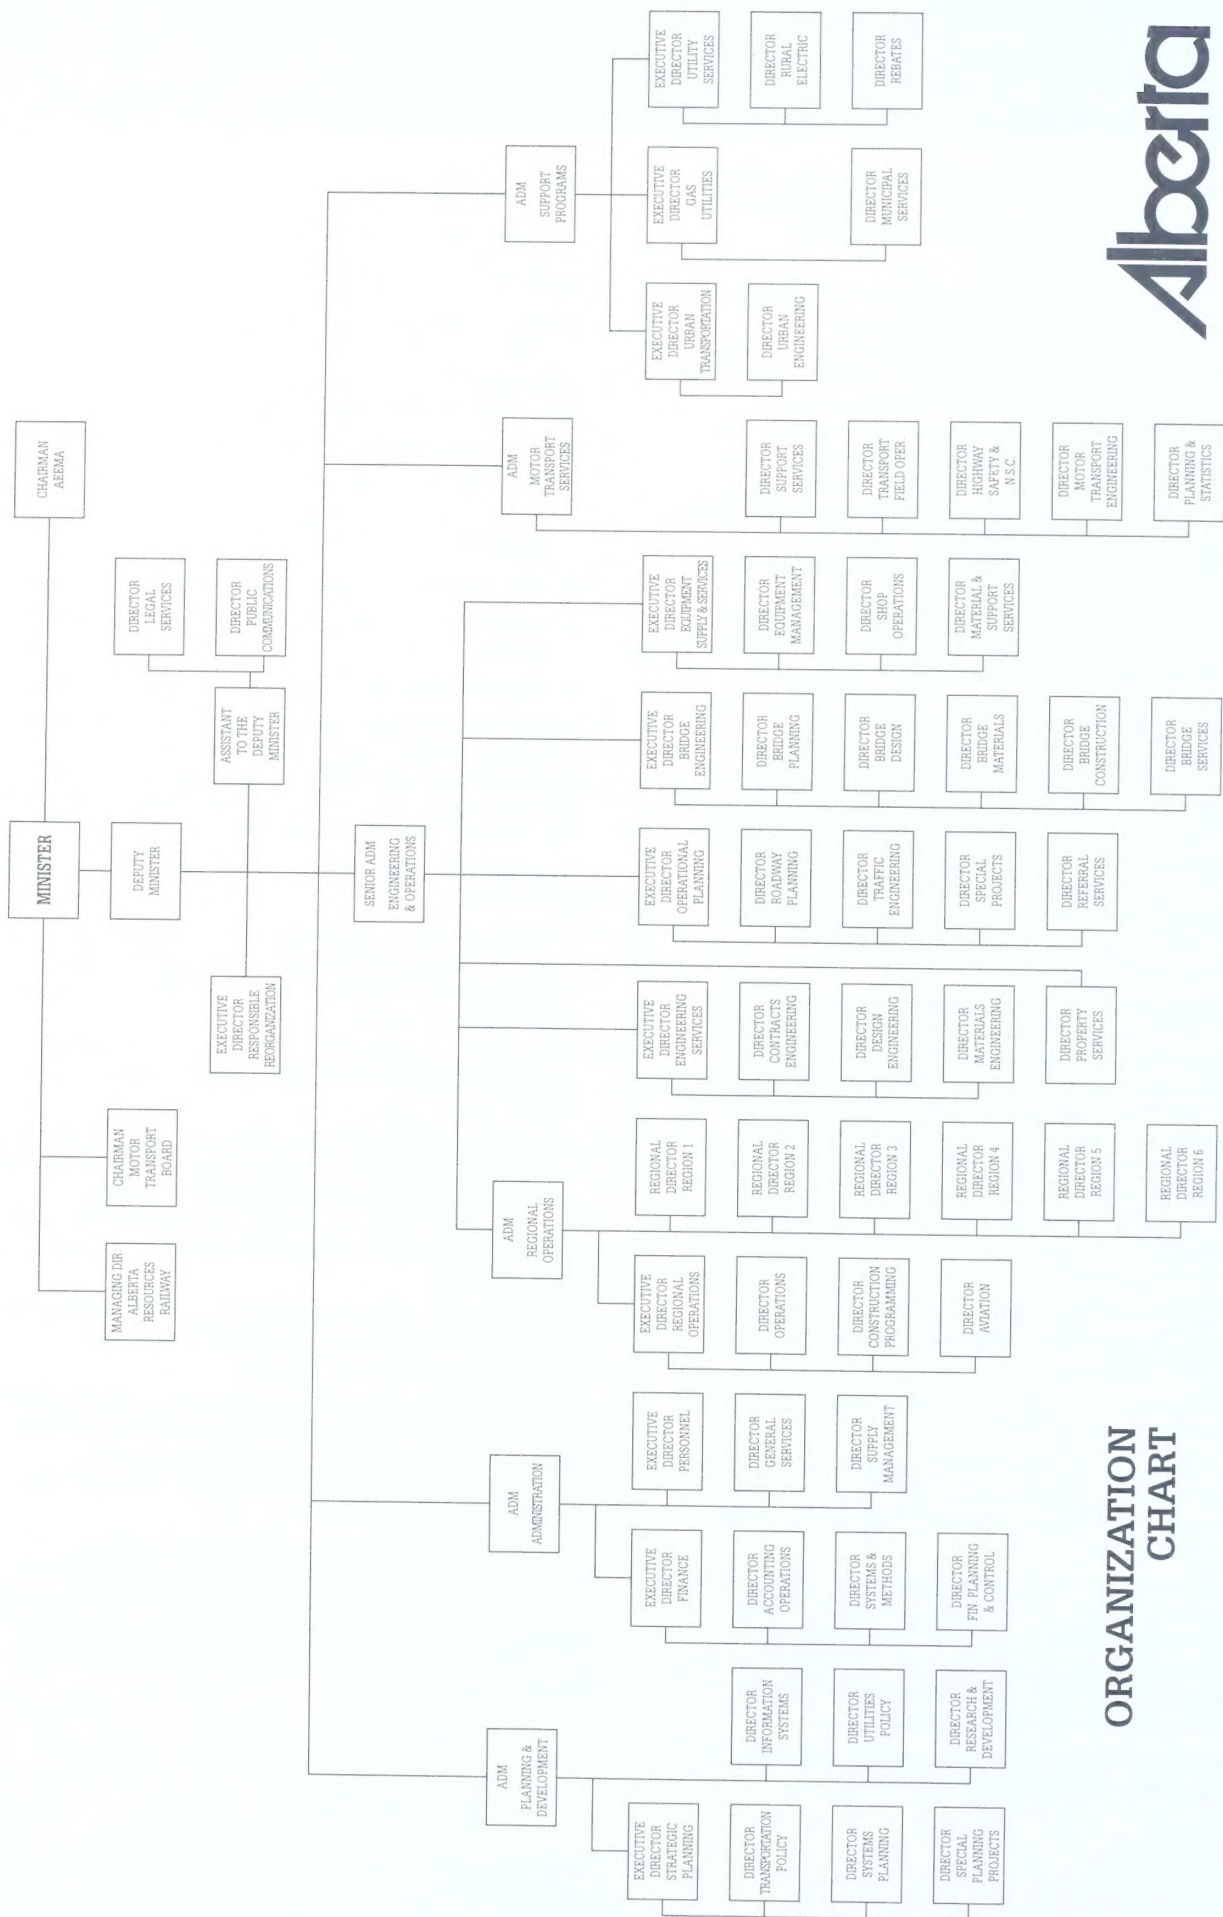 MINISTER
CHAIRMAN
AEEMA
MANAGING DIR
ALBERTA
RESOURCES
RAILWAY
CHAIRMAN
MOTOR
TRANSPORT
BOARD
DEPUTY
MINISTER
DIRECTOR
LEGAL
SERVICES
EXECUTIVE
DIRECTOR
RESPONSIBLE
REORGANIZATION
ASSISTANT
TO THE
DEPUTY
MINISTER
DIRECTOR
PUBLIC
COMMUNICATIONS
SENIOR ADM
ENGINEERING
& OPERATIONS
ADM
PLANNING &
DEVELOPMENT
EXECUTIVE
DIRECTOR
STRATEGIC
PLANNING
DIRECTOR
TRANSPORTATION
POLICY
DIRECTOR
SYSTEMS
PLANNING
DIRECTOR
SPECIAL
PLANNING
PROJECTS
DIRECTOR
INFORMATION
SYSTEMS
DIRECTOR
UTILITIES
POLICY
DIRECTOR
RESEARCH &
DEVELOPMENT
ADM
ADMINISTRATION
EXECUTIVE
DIRECTOR
FINANCE
DIRECTOR
ACCOUNTING
OPERATIONS
DIRECTOR
SYSTEMS &
METHODS
DIRECTOR
FIN. PLANNING
& CONTROL
EXECUTIVE
DIRECTOR
PERSONNEL
DIRECTOR
GENERAL
SERVICES
DIRECTOR
SUPPLY
MANAGEMENT
ADM
REGIONAL
OPERATIONS
EXECUTIVE
DIRECTOR
REGIONAL
OPERATIONS
DIRECTOR
OPERATIONS
DIRECTOR
CONSTRUCTION
PROGRAMMING
DIRECTOR
AVIATION
REGIONAL
DIRECTOR
REGION 1
REGIONAL
DIRECTOR
REGION 2
REGIONAL
DIRECTOR
REGION 3
REGIONAL
DIRECTOR
REGION 4
REGIONAL
DIRECTOR
REGION 5
REGIONAL
DIRECTOR
REGION 6
EXECUTIVE
DIRECTOR
ENGINEERING
SERVICES
DIRECTOR
CONTRACTS
ENGINEERING
DIRECTOR
DESIGN
ENGINEERING
DIRECTOR
MATERIALS
ENGINEERING
DIRECTOR
PROPERTY
SERVICES
EXECUTIVE
DIRECTOR
OPERATIONAL
PLANNING
DIRECTOR
ROADWAY
PLANNING
DIRECTOR
TRAFFIC
ENGINEERING
DIRECTOR
SPECIAL
PROJECTS
DIRECTOR
REFERRAL
SERVICES
EXECUTIVE
DIRECTOR
BRIDGE
ENGINEERING
DIRECTOR
BRIDGE
PLANNING
DIRECTOR
BRIDGE
DESIGN
DIRECTOR
BRIDGE
MATERIALS
DIRECTOR
BRIDGE
CONSTRUCTION
DIRECTOR
BRIDGE
SERVICES
EXECUTIVE
DIRECTOR
EQUIPMENT
SUPPLY & SERVICES
DIRECTOR
EQUIPMENT
MANAGEMENT
DIRECTOR
SHOP
OPERATIONS
DIRECTOR
MATERIAL &
SUPPORT
SERVICES
ADM
MOTOR
TRANSPORT
SERVICES
DIRECTOR
SUPPORT
SERVICES
DIRECTOR
TRANSPORT
FIELD OPER.
DIRECTOR
HIGHWAY
SAFETY &
N.S.C.
DIRECTOR
MOTOR
TRANSPORT
ENGINEERING
DIRECTOR
PLANNING &
STATISTICS
ADM
SUPPORT
PROGRAMS
EXECUTIVE
DIRECTOR
URBAN
TRANSPORTATION
DIRECTOR
URBAN
ENGINEERING
EXECUTIVE
DIRECTOR
GAS
UTILITIES
DIRECTOR
MUNICIPAL
SERVICES
EXECUTIVE
DIRECTOR
UTILITY
SERVICES
DIRECTOR
RURAL
ELECTRIC
DIRECTOR
REBATES
ORGANIZATION
CHART
Alberta